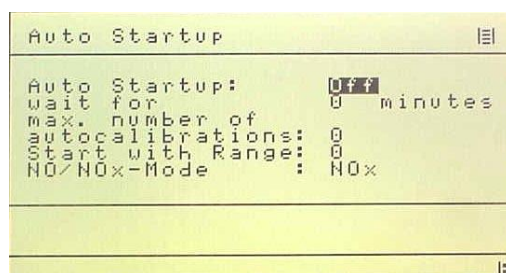 Auto Startup
Auto Startup: Off
wait for 0 minutes
max. number of
autocalibrations: 0
Start with Range: 0
NO/NOx-Mode : NOx